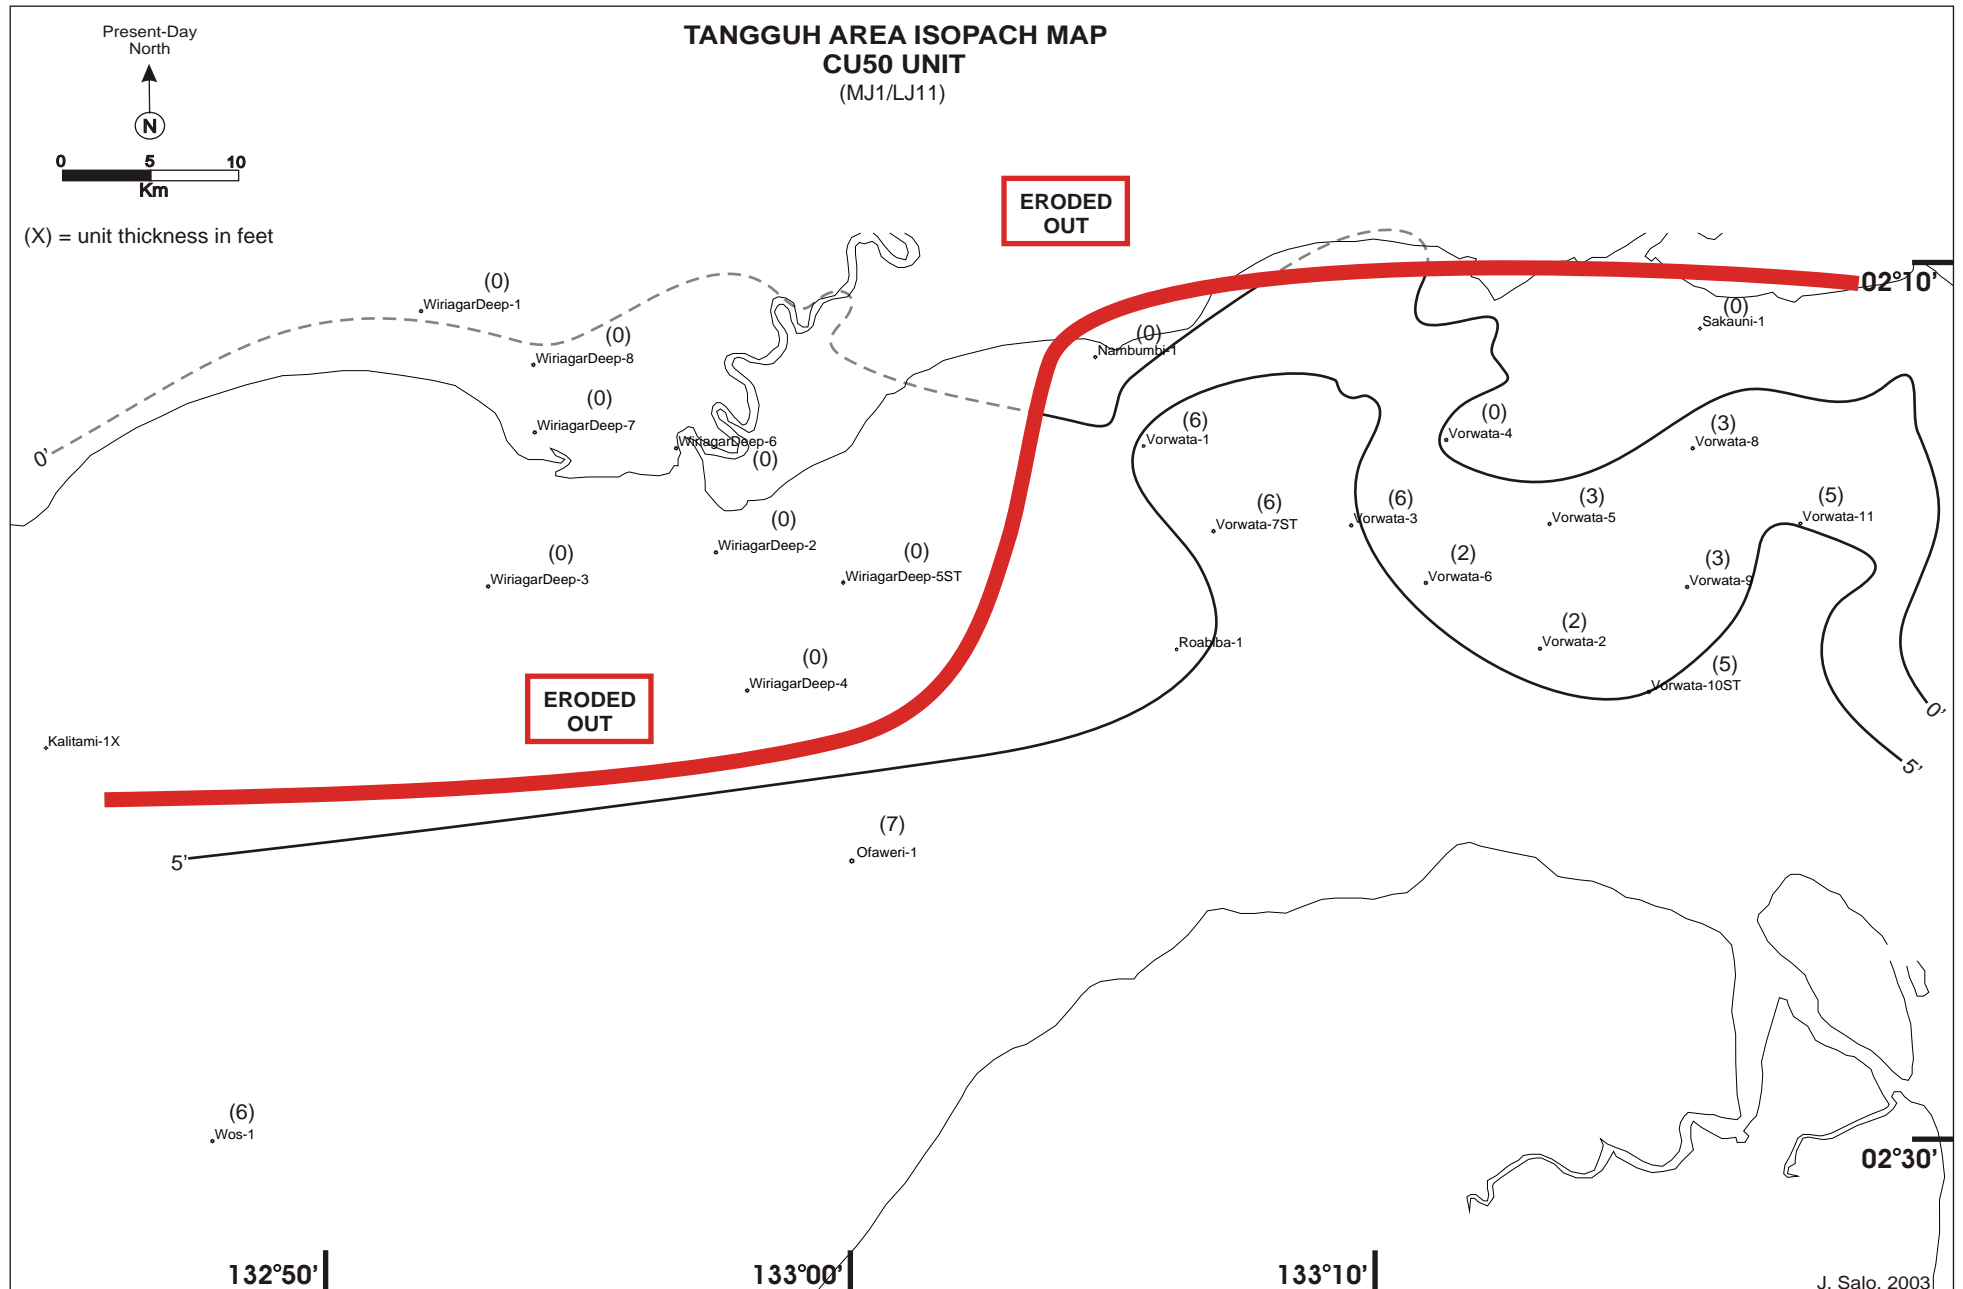 Present-Day
North
N
TANGGUH AREA ISOPACH MAP
CU50 UNIT
(MJ1/LJ11)
0 5 10
Km
(X) = unit thickness in feet
ERODED
OUT
02°10’
(0)
WiriagarDeep-1
(0)
WiriagarDeep-8
(0)
Nambumbi-1
(0)
Sakauni-1
(0)
WiriagarDeep-7
WiriagarDeep-6
(0)
0’
(6)
Vorwata-1
(0)
Vorwata-4
(3)
Vorwata-8
(0)
WiriagarDeep-2
(0)
WiriagarDeep-3
(0)
WiriagarDeep-5ST
(6)
Vorwata-7ST
(6)
Vorwata-3
(3)
Vorwata-5
(5)
Vorwata-11
(2)
Vorwata-6
(3)
Vorwata-9
(2)
Vorwata-2
Roabiba-1
(0)
WiriagarDeep-4
(5)
Vorwata-10ST
ERODED
OUT
0’
Kalitami-1X
5’
5’
(7)
Ofaweri-1
(6)
Wos-1
02°30’
132°50’
133°00’
133°10’
J. Salo, 2003